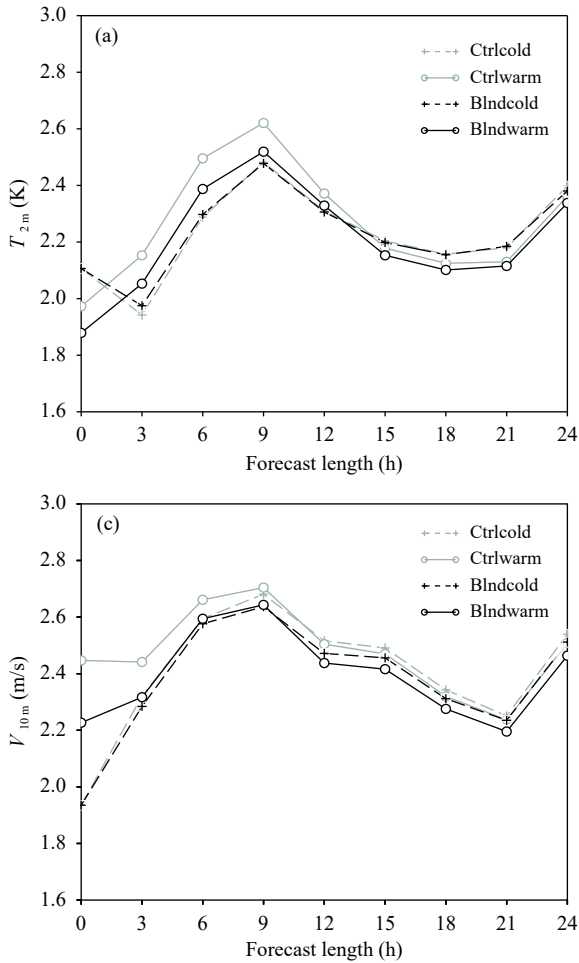 (a)
Ctrlcold
Ctrlwarm
Blndcold
Blndwarm
3.0
2.8
2.6
2.4
2.2
2.0
1.8
1.6
T 2 m (K)
0 3 6 9 12 15 18 21 24
Forecast length (h)
(c)
Ctrlcold
Ctrlwarm
Blndcold
Blndwarm
3.0
2.8
2.6
2.4
2.2
2.0
1.8
1.6
V 10 m (m/s)
0 3 6 9 12 15 18 21 24
Forecast length (h)